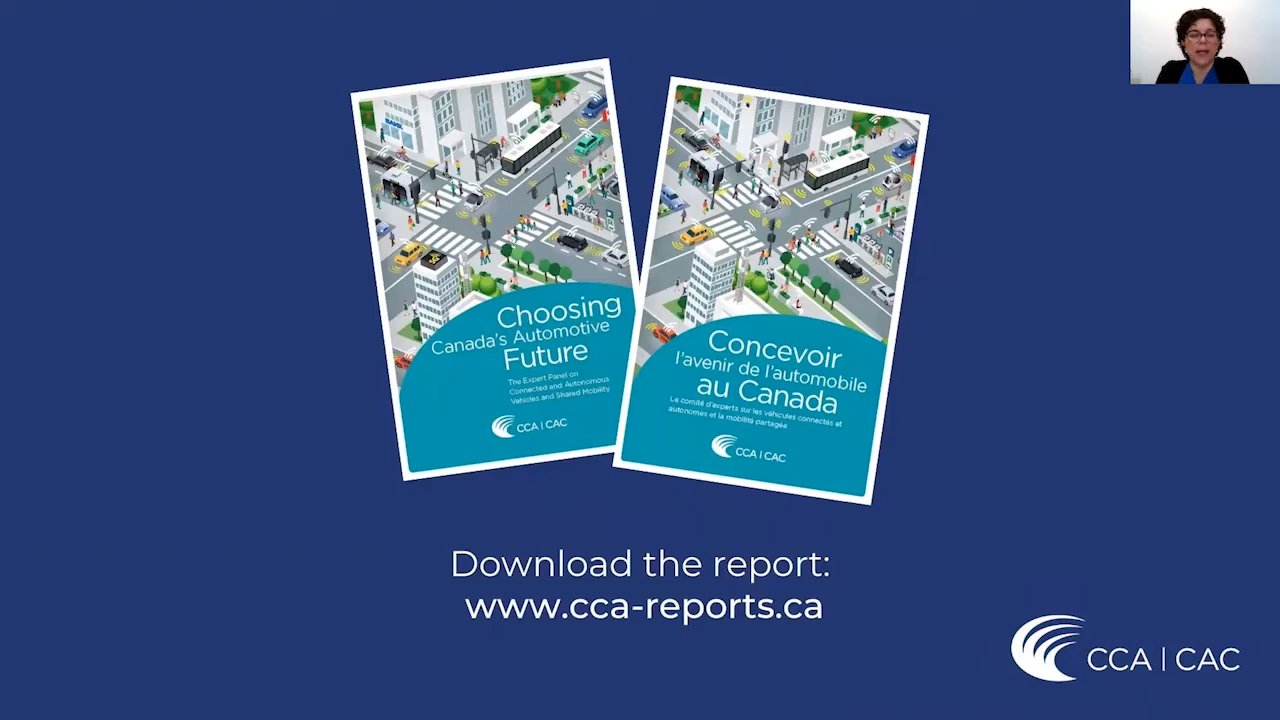 BANK
Choosing
Canada's Automotive
Future
The Expert Panel on
Connected and Autonomous
Vehicles and Shared Mobility
CCA | CAC
Concevoir
l'avenir de l'automobile
au Canada
Le comité d'experts sur les véhicules connectés et
autonomes et la mobilité partagée
CCA | CAC
Download the report:
www.cca-reports.ca
CCA | CAC